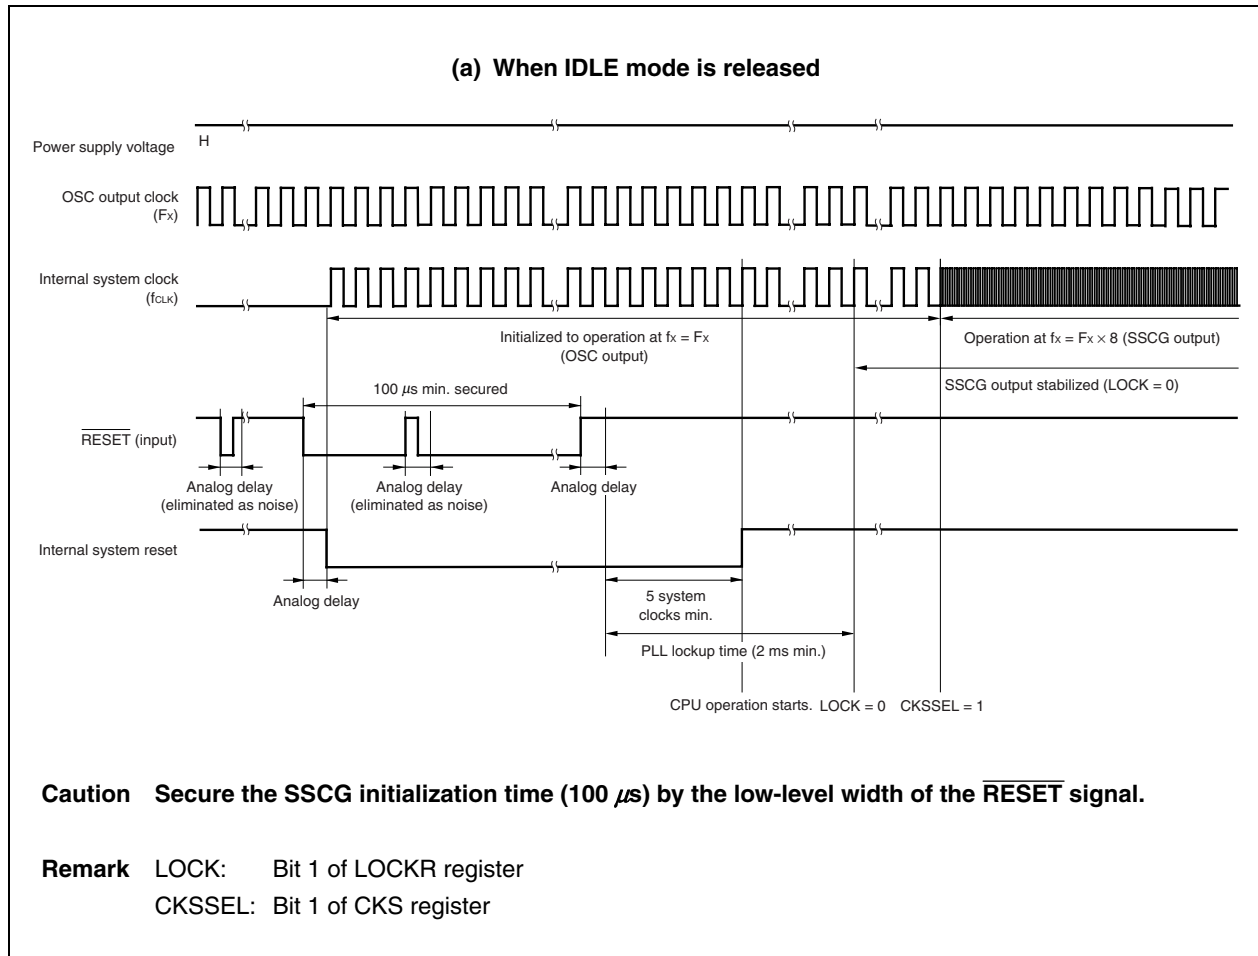 (a) When IDLE mode is released
Power supply voltage
H
OSC output clock
(Fx)
Internal system clock
(fCLK)
Initialized to operation at fx = Fx
(OSC output)
Operation at fx = Fx × 8 (SSCG output)
SSCG output stabilized (LOCK = 0)
100 μs min. secured
RESET (input)
Analog delay
(eliminated as noise)
Analog delay
(eliminated as noise)
Analog delay
Internal system reset
Analog delay
5 system
clocks min.
PLL lockup time (2 ms min.)
CPU operation starts. LOCK = 0 CKSSEL = 1
Caution Secure the SSCG initialization time (100 μs) by the low-level width of the RESET signal.
Remark LOCK: Bit 1 of LOCKR register
CKSSEL: Bit 1 of CKS register